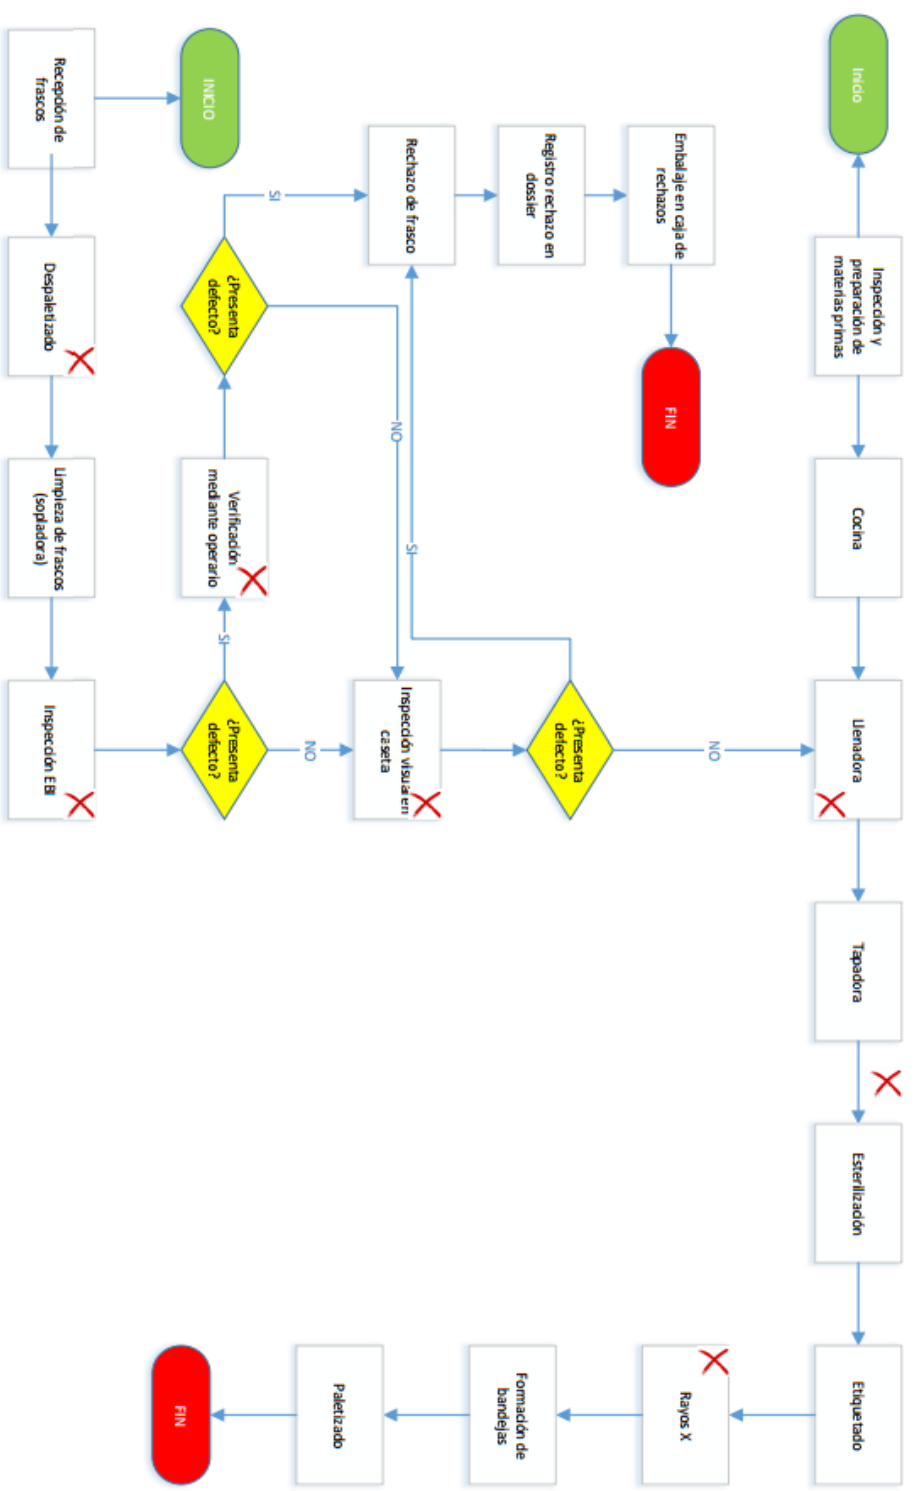 Inicio
Inspección y
preparación de
materias primas
Cocina
Llenadora
Tapadora
Esterilización
Etiquetado
NO
Embalaje en caja de
rechazos
FIN
Rayos X
¿Presenta
defecto?
Registro rechazo en
dossier
Formación de
bandejas
Rechazo de frasco
SI
NO
Inspección visual en
caseta
Paletizado
NO
SI
INICIO
¿Presenta
defecto?
Verificación
mediante operario
SI
¿Presenta
defecto?
FIN
Recepción de
frascos
Despaletizado
Limpieza de frascos
(sopladora)
Inspección EBI